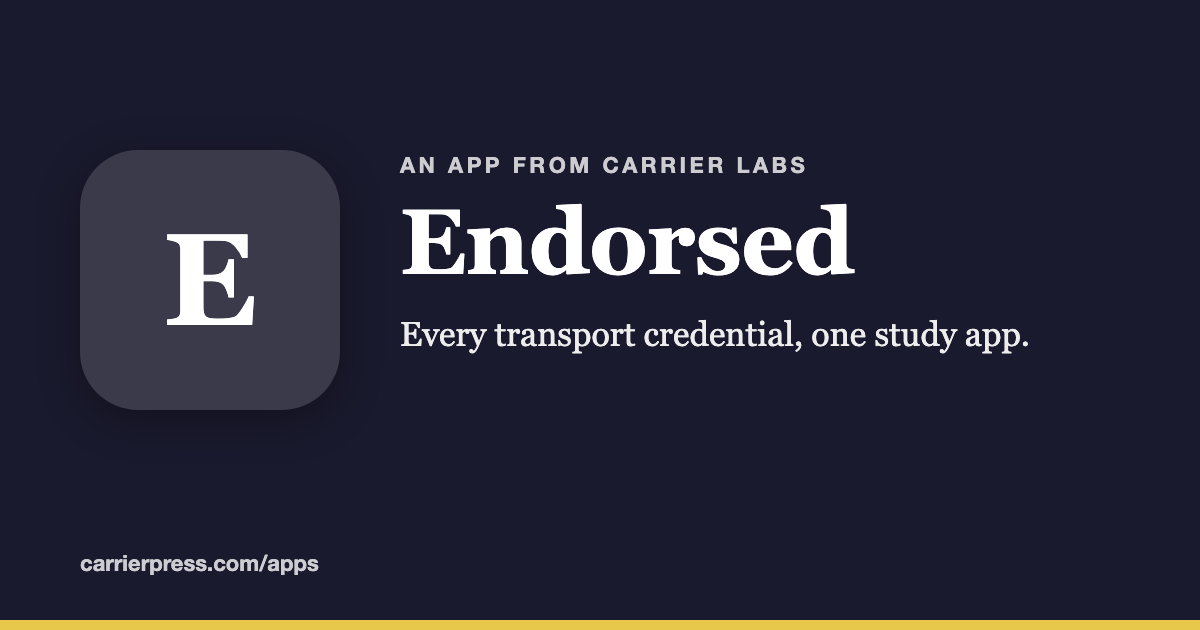 E
AN APP FROM CARRIER LABS
Endorsed
Every transport credential, one study app.
carrierpress.com/apps